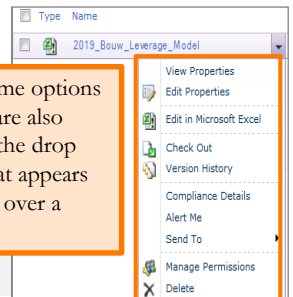 Type Name
2019_Bouw_Leverage_Model
View Properties
Edit Properties
Edit in Microsoft Excel
Check Out
Version History
Compliance Details
Alert Me
Send To
Manage Permissions
Delete
me options
are also
the drop
at appears
over a